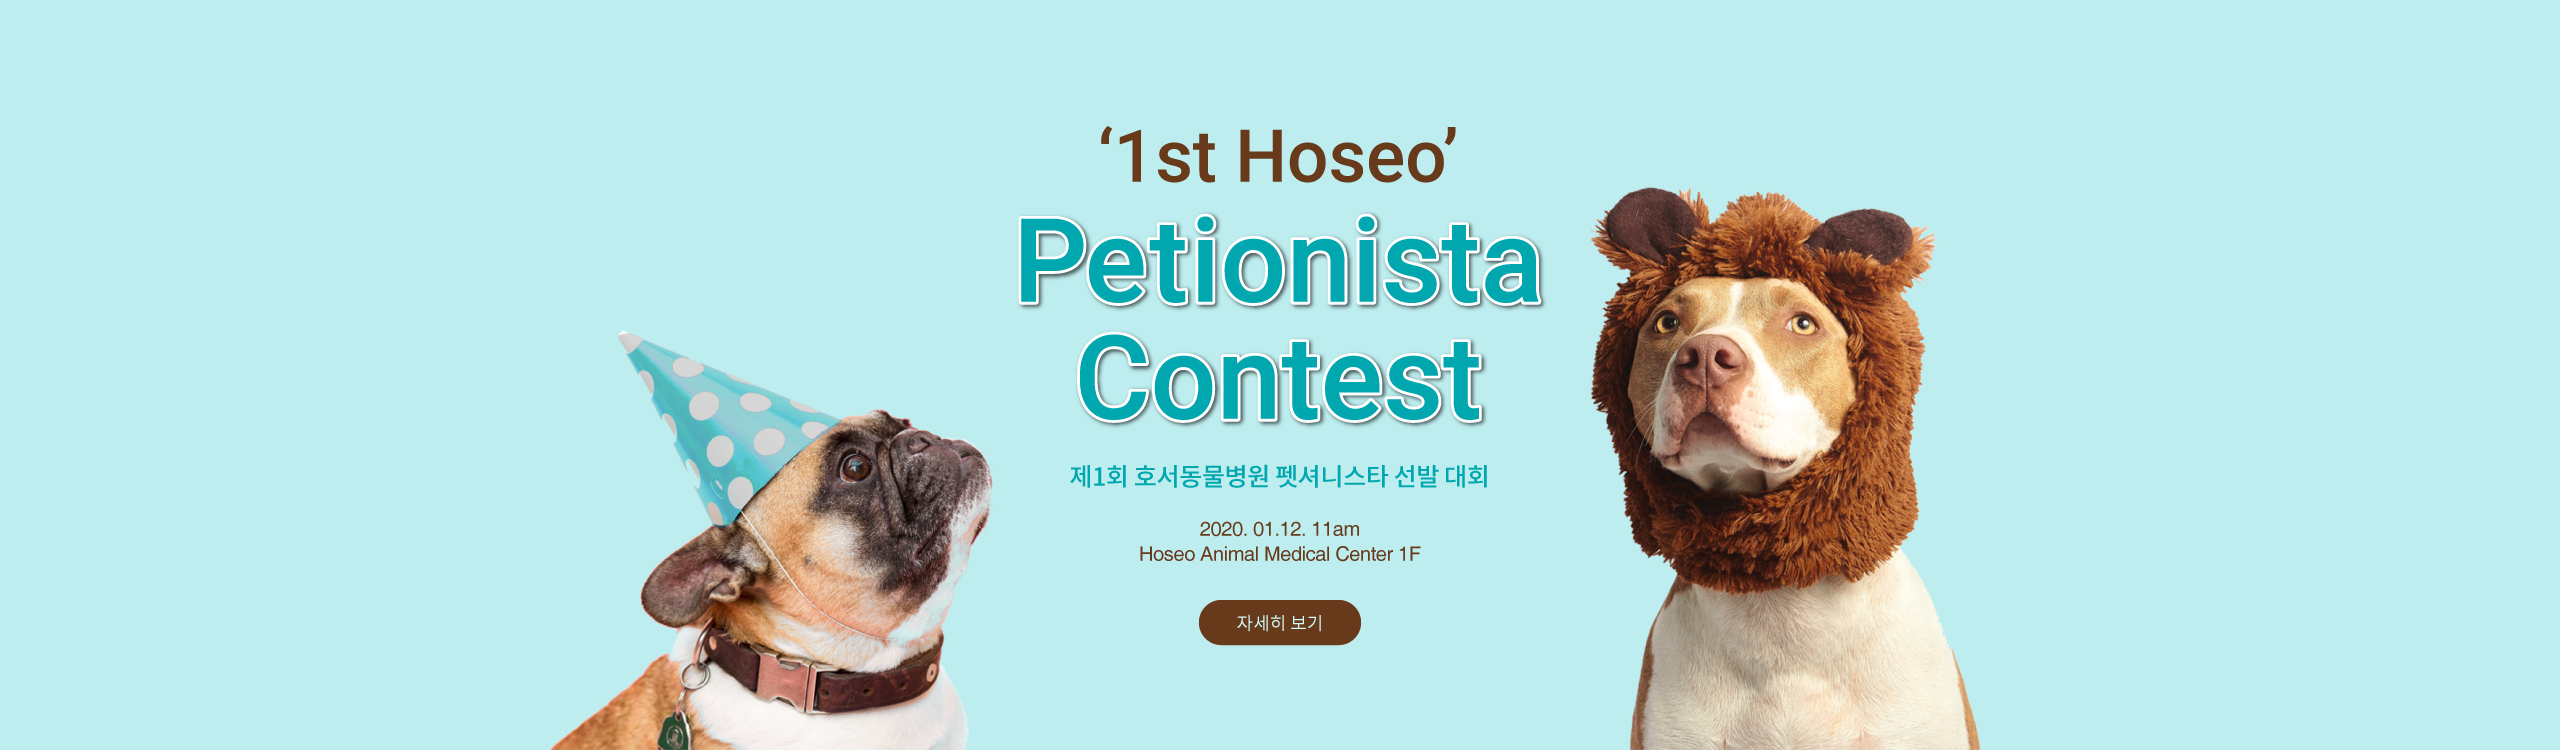 ‘1st Hoseo’
Petionista
Contest
제1회 호서동물병원 펫셔니스타 선발 대회
2020. 01.12. 11am
Hoseo Animal Medical Center 1F
자세히 보기